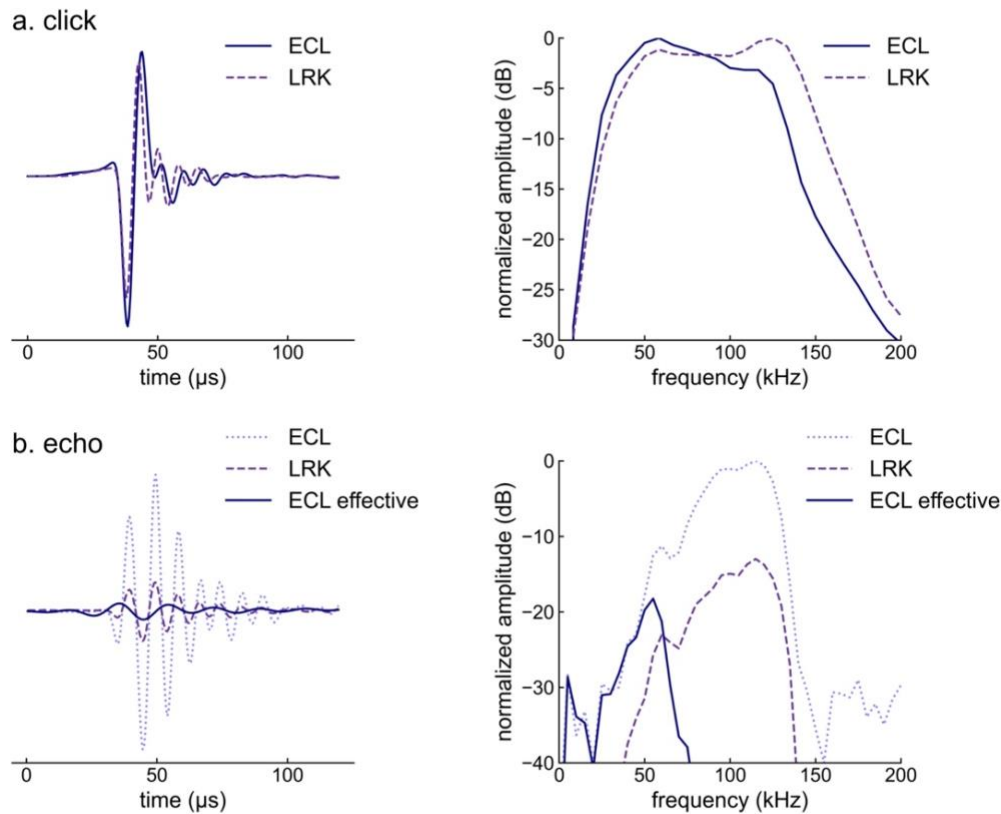 a. click
ECL
LRK
0 50 100
time (µs)
ECL
LRK
normalized amplitude (dB)
0
−5
−10
−15
−20
−25
−30
0 50 100 150 200
frequency (kHz)
b. echo
ECL
LRK
ECL effective
0 50 100
time (µs)
ECL
LRK
ECL effective
normalized amplitude (dB)
0
−10
−20
−30
−40
0 50 100 150 200
frequency (kHz)